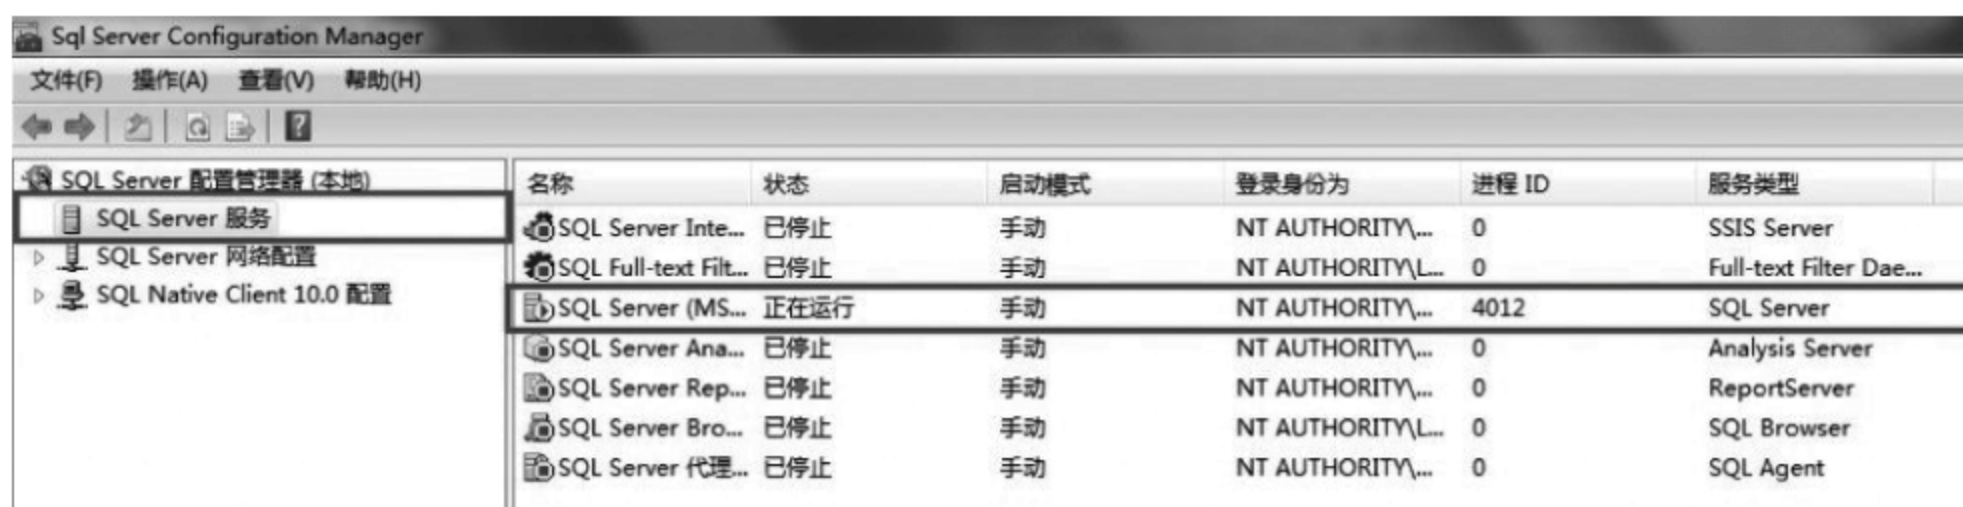 Sql Server Configuration Manager
文件(F) 操作(A) 查看(V) 帮助(H)
SQL Server 配置管理器 (本地)
SQL Server 服务
SQL Server 网络配置
SQL Native Client 10.0 配置
名称 状态 启动模式 登录身份为 进程 ID 服务类型
SQL Server Inte... 已停止 手动 NT AUTHORITY\... 0 SSIS Server
SQL Full-text Filt... 已停止 手动 NT AUTHORITY\L... 0 Full-text Filter Dae...
SQL Server (MS... 正在运行 手动 NT AUTHORITY\... 4012 SQL Server
SQL Server Ana... 已停止 手动 NT AUTHORITY\... 0 Analysis Server
SQL Server Rep... 已停止 手动 NT AUTHORITY\... 0 ReportServer
SQL Server Bro... 已停止 手动 NT AUTHORITY\L... 0 SQL Browser
SQL Server 代理... 已停止 手动 NT AUTHORITY\... 0 SQL Agent